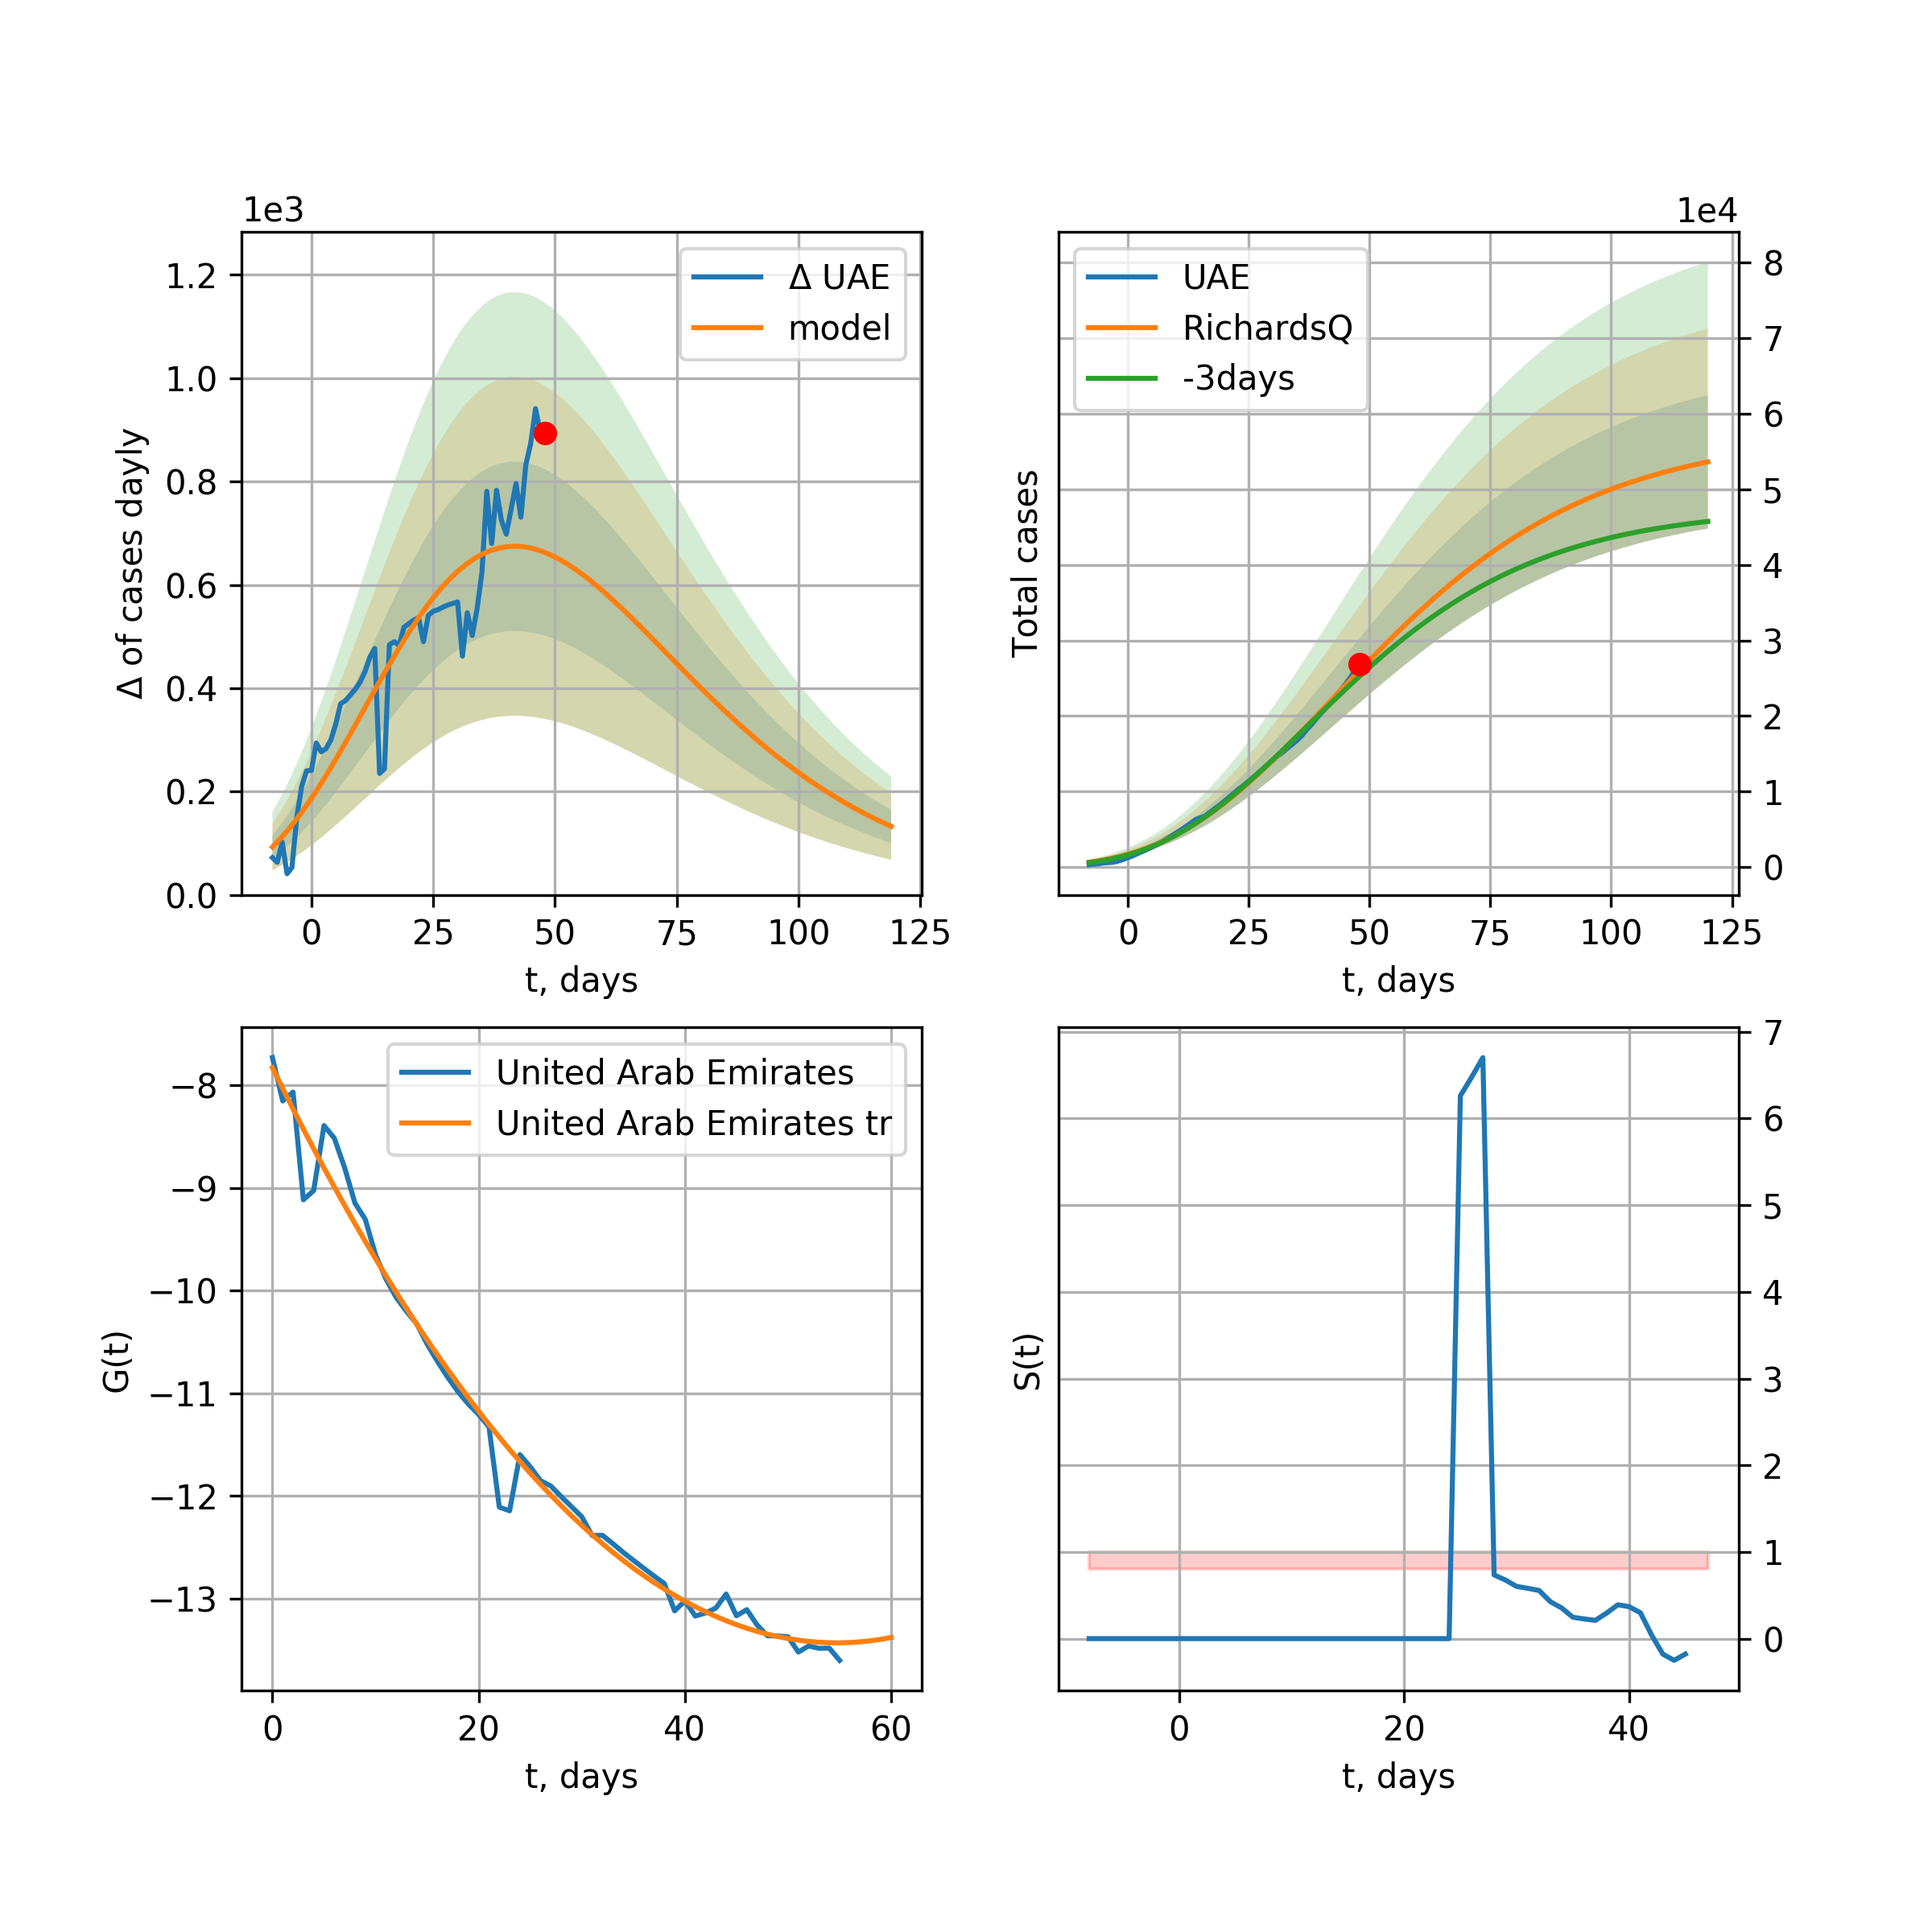 1e3
Δ of cases dayly
1.2
1.0
0.8
0.6
0.4
0.2
0.0
Δ UAE
model
0 25 50 75 100 125
t, days
1e4
Total cases
UAE
RichardsQ
-3days
8
7
6
5
4
3
2
1
0
0 25 50 75 100 125
t, days
G(t)
−8
−9
−10
−11
−12
−13
United Arab Emirates
United Arab Emirates tr
0 20 40 60
t, days
S(t)
7
6
5
4
3
2
1
0
0 20 40
t, days